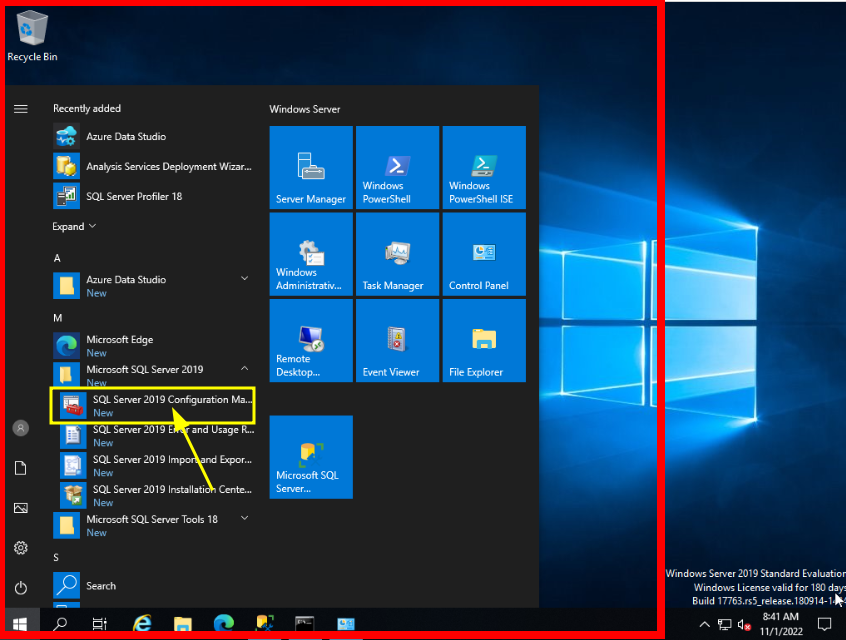 Recycle Bin
Recently added
Azure Data Studio
Analysis Services Deployment Wizar...
SQL Server Profiler 18
Expand
A
Azure Data Studio
New
M
Microsoft Edge
New
Microsoft SQL Server 2019
New
SQL Server 2019 Configuration Ma...
New
SQL Server 2019 Error and Usage R...
New
SQL Server 2019 Import and Expor...
New
SQL Server 2019 Installation Cente...
New
Microsoft SQL Server Tools 18
New
S
Search
Windows Server
Server Manager
Windows
PowerShell
Windows
PowerShell ISE
Windows
Administrativ...
Task Manager
Control Panel
Remote
Desktop...
Event Viewer
File Explorer
Microsoft SQL
Server...
Windows Server 2019 Standard Evaluation
Windows License valid for 180 days
Build 17763.rs5_release.180914-1
8:41 AM
11/1/2022